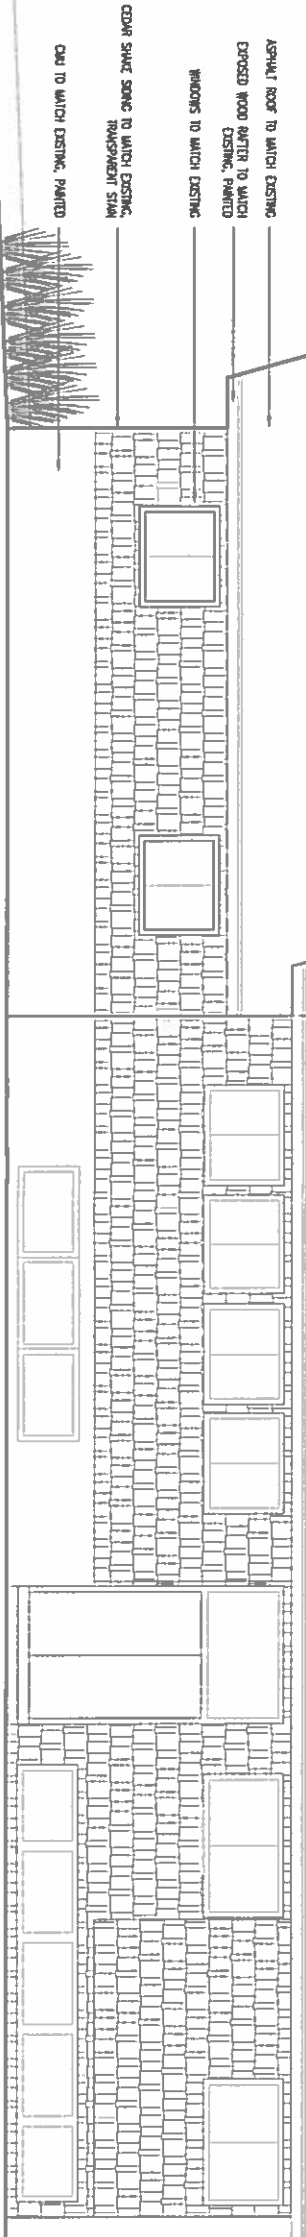 ASPHALT ROOF TO MATCH EXISTING
EXPOSED WOOD RAFTER TO MATCH
EXISTING, PAINTED
WINDOWS TO MATCH EXISTING
CEDAR SHAKE SIDING TO MATCH EXISTING,
TRANSPARENT STAIN
CMU TO MATCH EXISTING, PAINTED